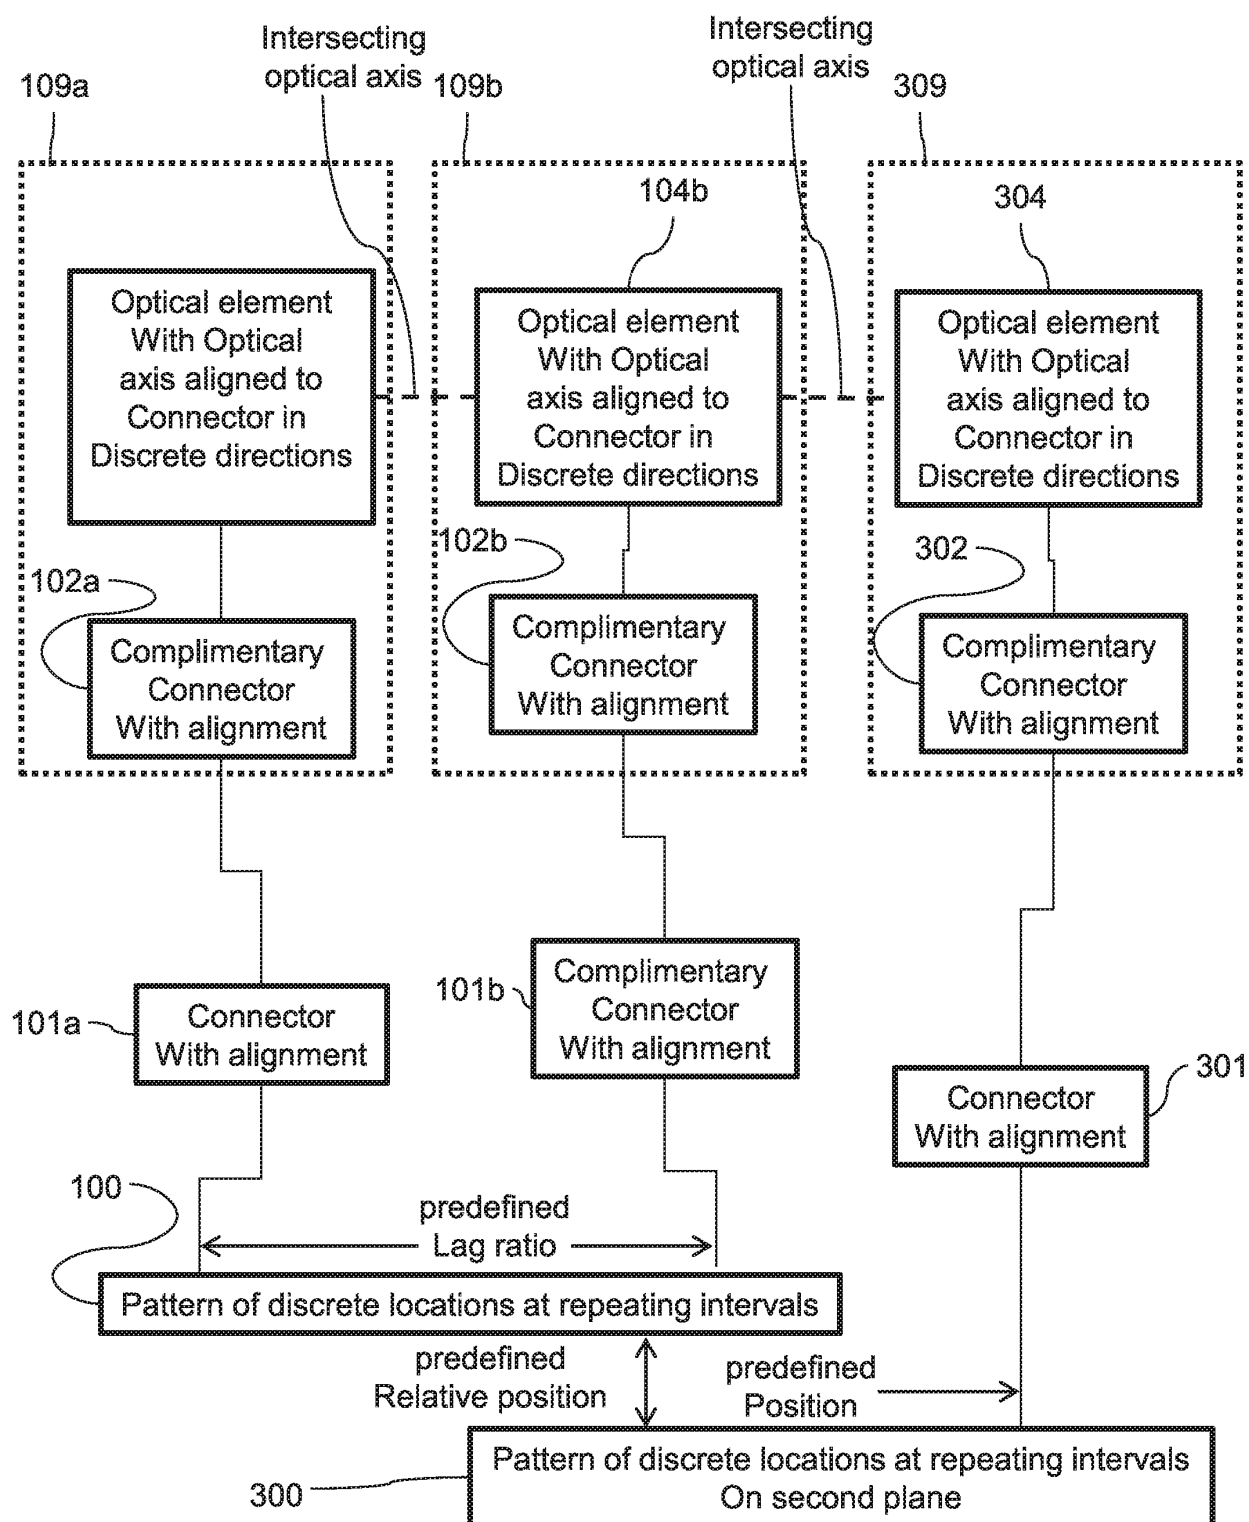 Intersecting
optical axis
Intersecting
optical axis
109a
109b
309
104b
304
Optical element
With Optical
axis aligned to
Connector in
Discrete directions
Optical element
With Optical
axis aligned to
Connector in
Discrete directions
Optical element
With Optical
axis aligned to
Connector in
Discrete directions
102a
102b
302
Complimentary
Connector
With alignment
Complimentary
Connector
With alignment
Complimentary
Connector
With alignment
101a
Connector
With alignment
101b
Complimentary
Connector
With alignment
301
Connector
With alignment
100
predefined
Lag ratio
Pattern of discrete locations at repeating intervals
predefined
Relative position
predefined
Position
300
Pattern of discrete locations at repeating intervals
On second plane